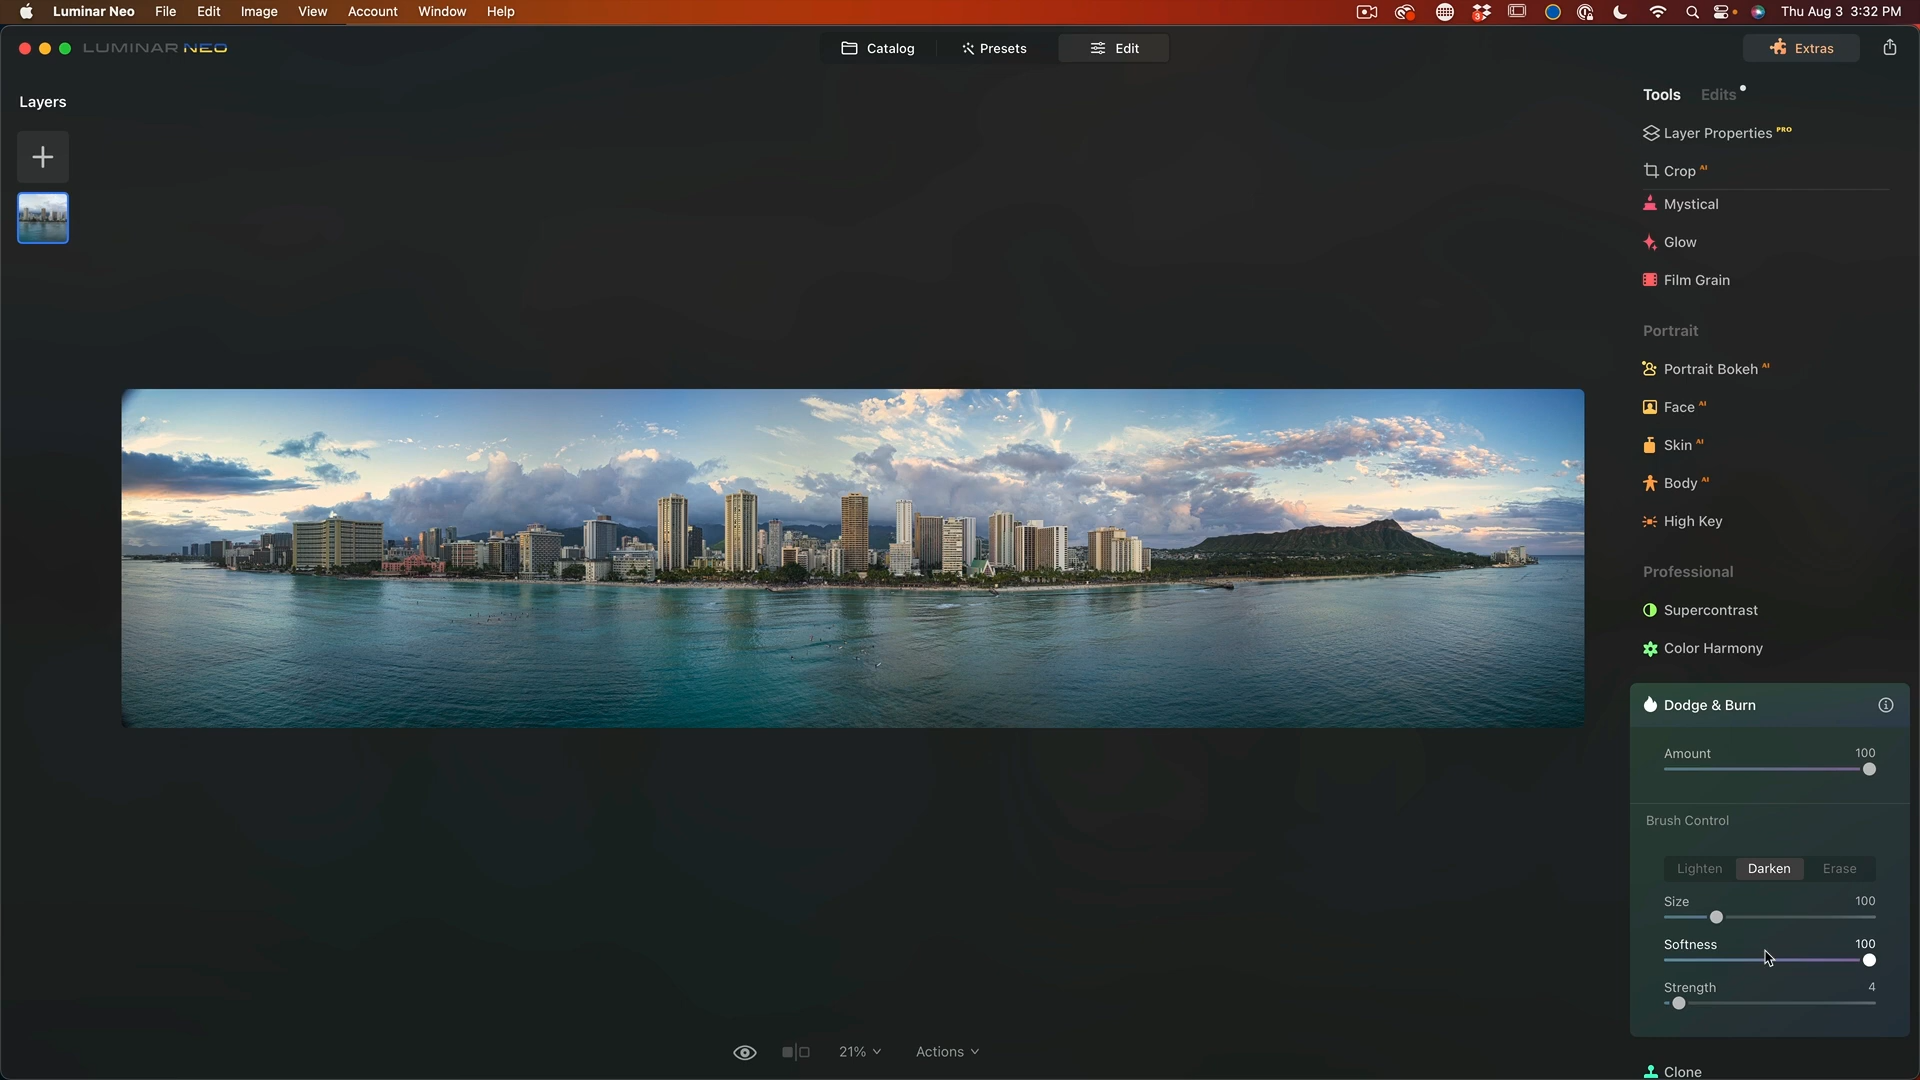 Luminar Neo File Edit Image View Account Window Help
3
Thu Aug 3 3:32 PM
LUMINAR NEO
Catalog
Presets
Edit
Extras
Layers
Tools Edits
Layer Properties PRO
Crop AI
Mystical
Glow
Film Grain
Portrait
Portrait Bokeh AI
Face AI
Skin AI
Body AI
High Key
Professional
Supercontrast
Color Harmony
Dodge & Burn
Amount 100
Brush Control
Lighten Darken Erase
Size 100
Softness 100
Strength 4
21% Actions
Clone